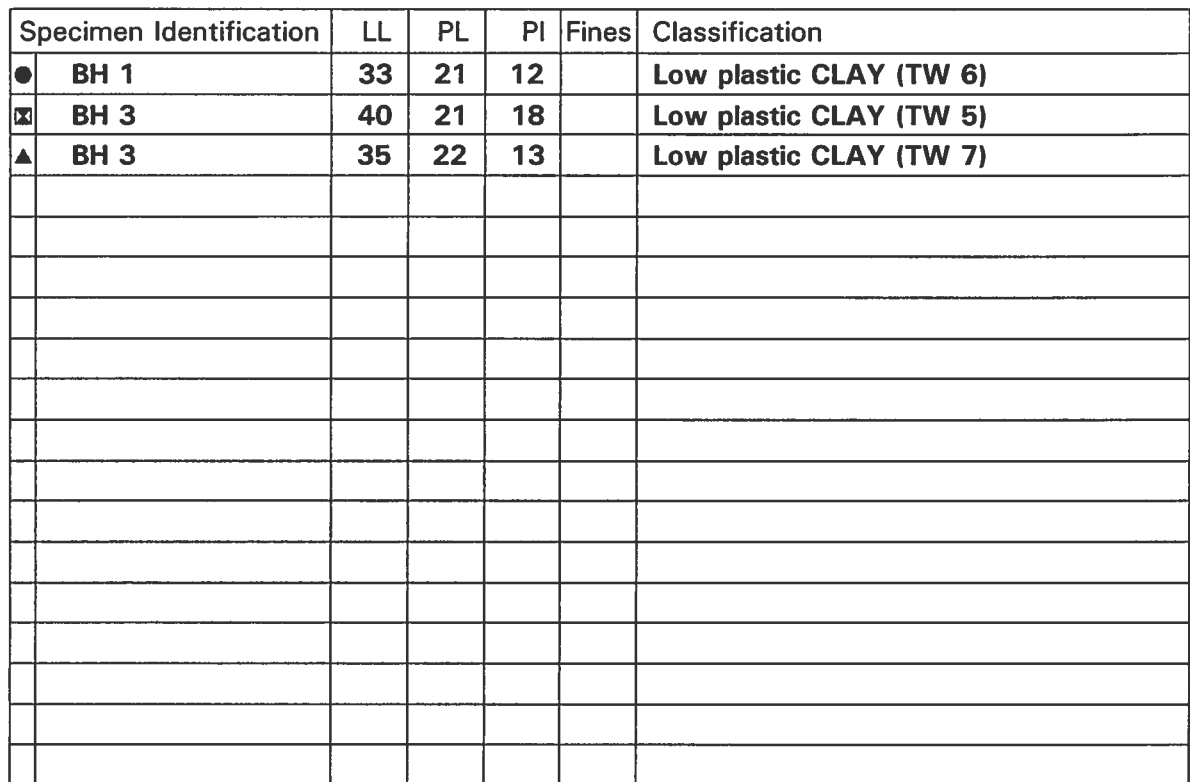 Specimen Identification LL PL PI Fines Classification
● BH 1 33 21 12 Low plastic CLAY (TW 6)
BH 3 40 21 18 Low plastic CLAY (TW 5)
▲ BH 3 35 22 13 Low plastic CLAY (TW 7)